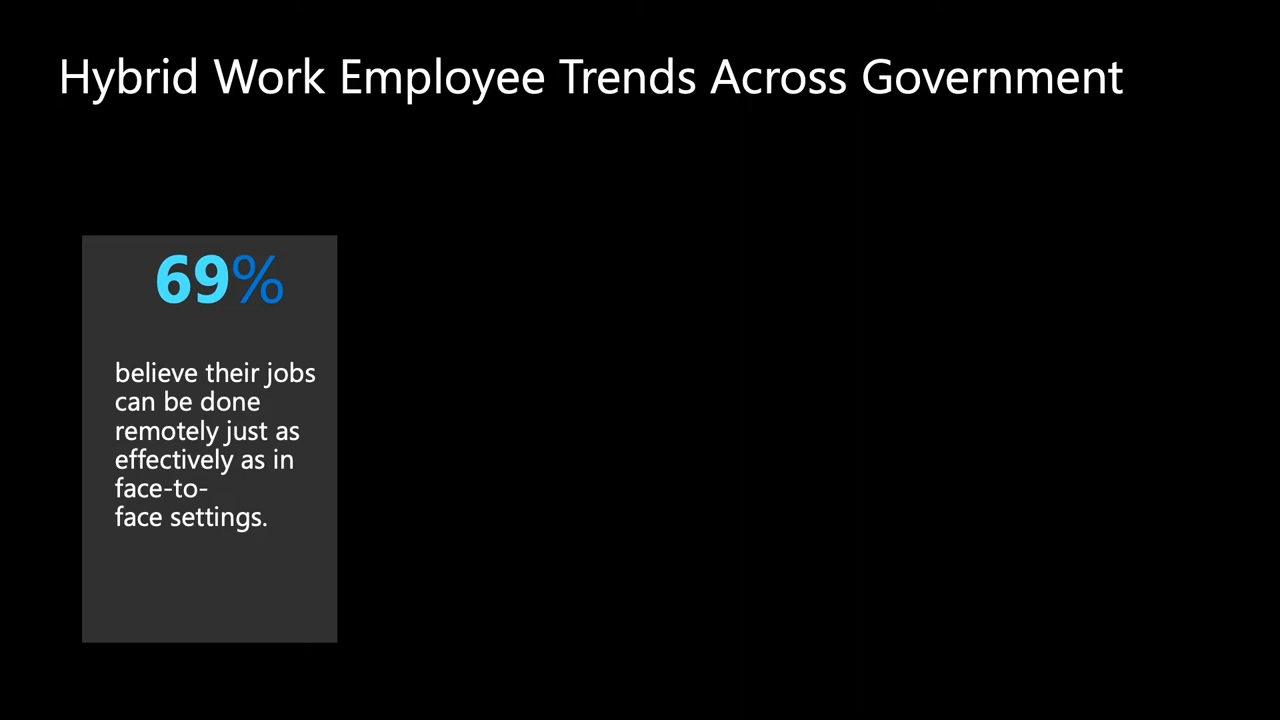 Hybrid Work Employee Trends Across Government
69%
believe their jobs
can be done
remotely just as
effectively as in
face-to-
face settings.